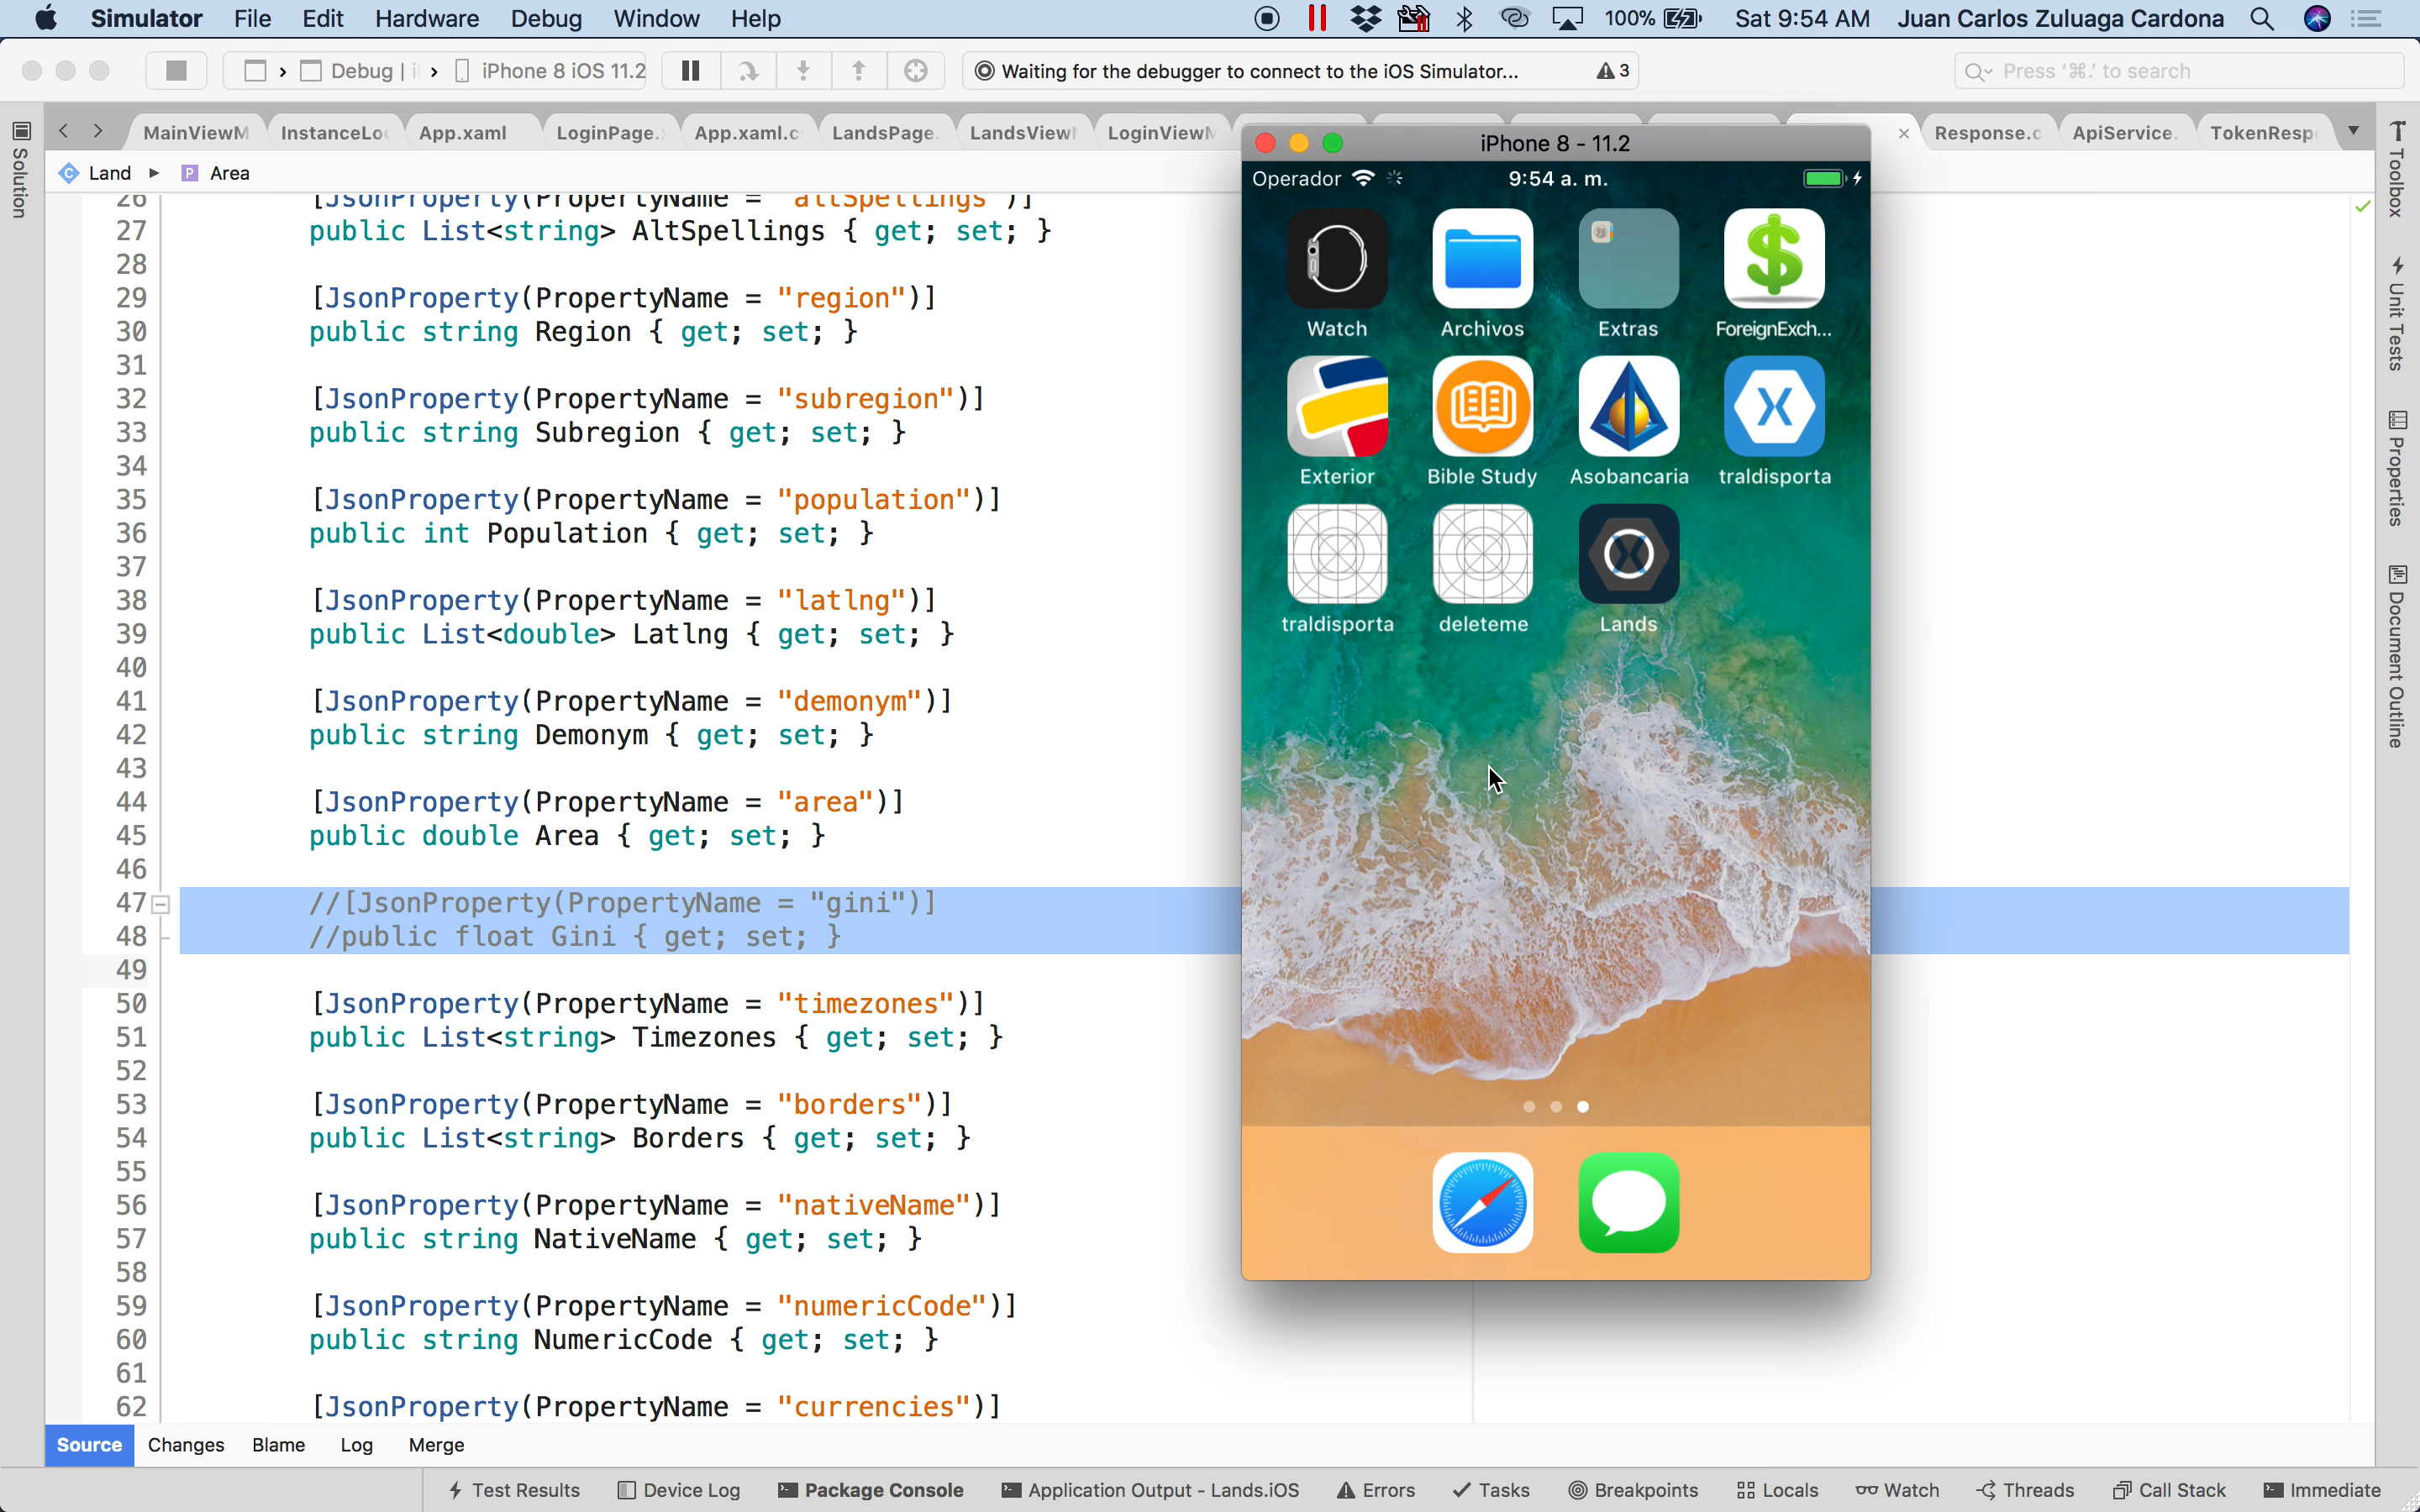 Simulator File Edit Hardware Debug Window Help 100% Sat 9:54 AM Juan Carlos Zuluaga Cardona
Debug iPhone 8 iOS 11.2 Waiting for the debugger to connect to the iOS Simulator... 3 Press ‘⌘.’ to search
MainViewM InstanceLo App.xaml LoginPage. App.xaml.c LandsPage. LandsView LoginViewM Response.c ApiService. TokenResp
Land ▸ P Area
Solution
Toolbox
Unit Tests
Properties
Document Outline
26 [JsonProperty(PropertyName = "altSpellings")]
27 public List<string> AltSpellings { get; set; }
28
29 [JsonProperty(PropertyName = "region")]
30 public string Region { get; set; }
31
32 [JsonProperty(PropertyName = "subregion")]
33 public string Subregion { get; set; }
34
35 [JsonProperty(PropertyName = "population")]
36 public int Population { get; set; }
37
38 [JsonProperty(PropertyName = "latlng")]
39 public List<double> Latlng { get; set; }
40
41 [JsonProperty(PropertyName = "demonym")]
42 public string Demonym { get; set; }
43
44 [JsonProperty(PropertyName = "area")]
45 public double Area { get; set; }
46
47 //[JsonProperty(PropertyName = "gini")]
48 //public float Gini { get; set; }
49
50 [JsonProperty(PropertyName = "timezones")]
51 public List<string> Timezones { get; set; }
52
53 [JsonProperty(PropertyName = "borders")]
54 public List<string> Borders { get; set; }
55
56 [JsonProperty(PropertyName = "nativeName")]
57 public string NativeName { get; set; }
58
59 [JsonProperty(PropertyName = "numericCode")]
60 public string NumericCode { get; set; }
61
62 [JsonProperty(PropertyName = "currencies")]
iPhone 8 - 11.2
Operador 9:54 a. m.
Watch Archivos Extras ForeignExch...
Exterior Bible Study Asobancaria traldisporta
traldisporta deleteme Lands
Source Changes Blame Log Merge
Test Results Device Log Package Console Application Output - Lands.iOS Errors Tasks Breakpoints Locals Watch Threads Call Stack Immediate